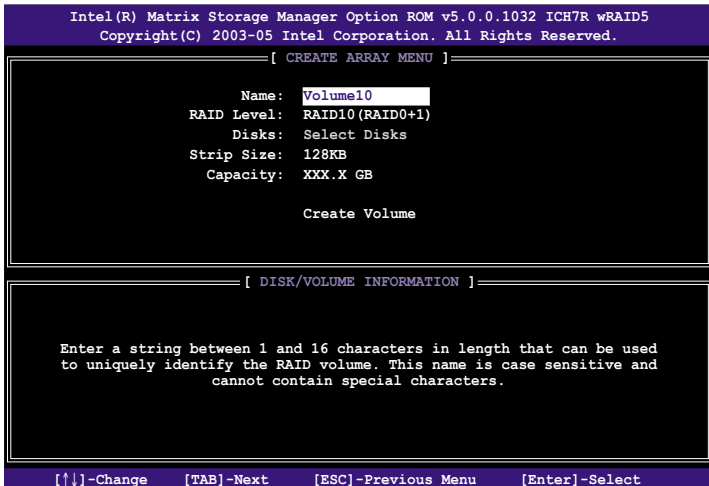 Intel(R) Matrix Storage Manager Option ROM v5.0.0.1032 ICH7R wRAID5
Copyright(C) 2003-05 Intel Corporation. All Rights Reserved.
[ CREATE ARRAY MENU ]
Name: Volume10
RAID Level: RAID10(RAID0+1)
Disks: Select Disks
Strip Size: 128KB
Capacity: XXX.X GB
Create Volume
[ DISK/VOLUME INFORMATION ]
Enter a string between 1 and 16 characters in length that can be used
to uniquely identify the RAID volume. This name is case sensitive and
cannot contain special characters.
[↑↓]-Change [TAB]-Next [ESC]-Previous Menu [Enter]-Select